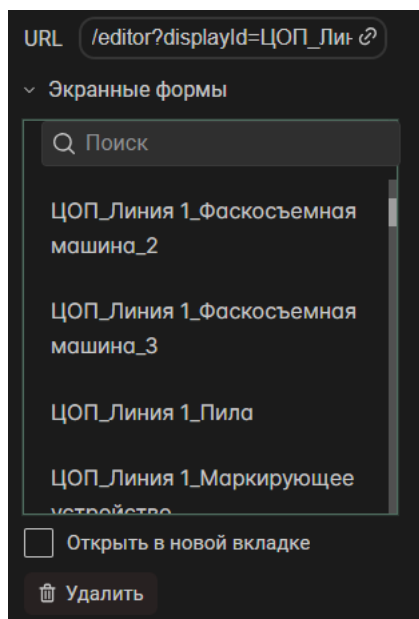 URL /editor?displayId=ЦОП_Лин
Экранные формы
Поиск
ЦОП_Линия 1_Фаскосъемная
машина_2
ЦОП_Линия 1_Фаскосъемная
машина_3
ЦОП_Линия 1_Пила
ЦОП_Линия 1_Маркирующее
устройство
Открыть в новой вкладке
Удалить